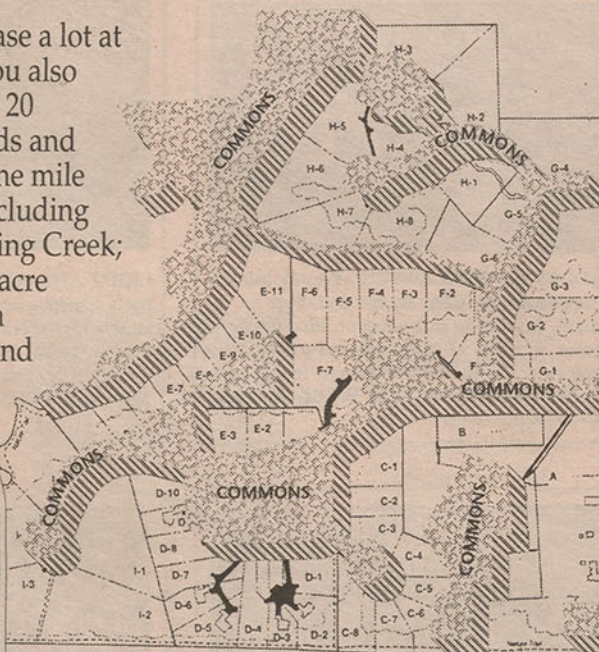 ase a lot at
ou also
20
ds and
ne mile
cluding
ing Creek;
acre
n
nd
COMMONS
H-3
H-5
H-4
H-2
COMMONS
H-6
H-1
G-4
H-7
H-8
G-5
G-6
E-11
F-6
F-5
F-4
F-3
F-2
G-3
E-10
G-2
E-9
F-7
G-1
E-7
COMMONS
E-3
E-2
B
COMMONS
C-1
A
D-10
COMMONS
C-2
COMMONS
C-3
D-8
C-4
I-3
I-1
D-7
D-1
C-5
I-2
D-6
C-6
D-5
D-4
D-3
D-2
C-8
C-7